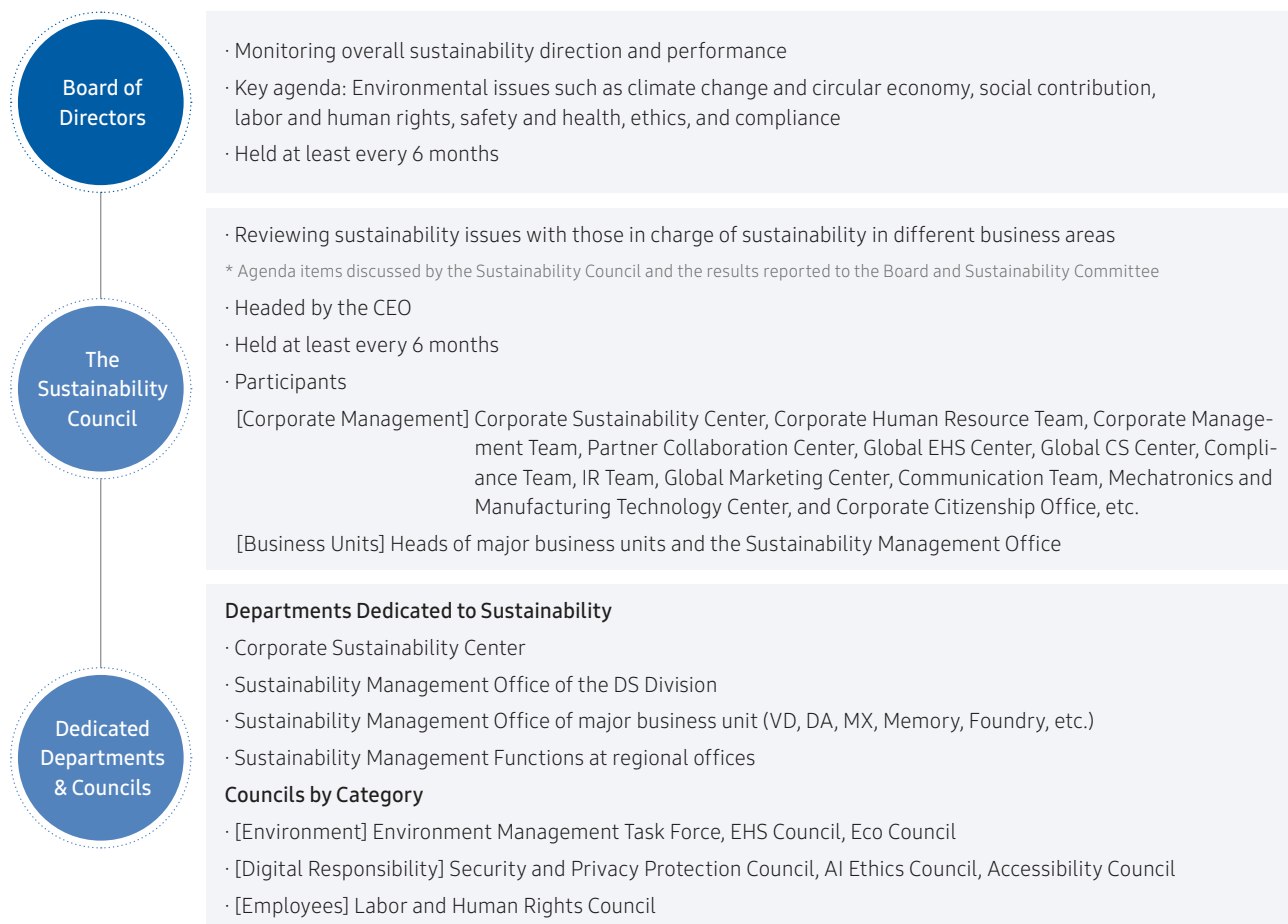 Board of
Directors
· Monitoring overall sustainability direction and performance
· Key agenda: Environmental issues such as climate change and circular economy, social contribution,
labor and human rights, safety and health, ethics, and compliance
· Held at least every 6 months
The
Sustainability
Council
· Reviewing sustainability issues with those in charge of sustainability in different business areas
* Agenda items discussed by the Sustainability Council and the results reported to the Board and Sustainability Committee
· Headed by the CEO
· Held at least every 6 months
· Participants
[Corporate Management] Corporate Sustainability Center, Corporate Human Resource Team, Corporate Manage-
ment Team, Partner Collaboration Center, Global EHS Center, Global CS Center, Compli-
ance Team, IR Team, Global Marketing Center, Communication Team, Mechatronics and
Manufacturing Technology Center, and Corporate Citizenship Office, etc.
[Business Units] Heads of major business units and the Sustainability Management Office
Dedicated
Departments
& Councils
Departments Dedicated to Sustainability
· Corporate Sustainability Center
· Sustainability Management Office of the DS Division
· Sustainability Management Office of major business unit (VD, DA, MX, Memory, Foundry, etc.)
· Sustainability Management Functions at regional offices
Councils by Category
· [Environment] Environment Management Task Force, EHS Council, Eco Council
· [Digital Responsibility] Security and Privacy Protection Council, AI Ethics Council, Accessibility Council
· [Employees] Labor and Human Rights Council